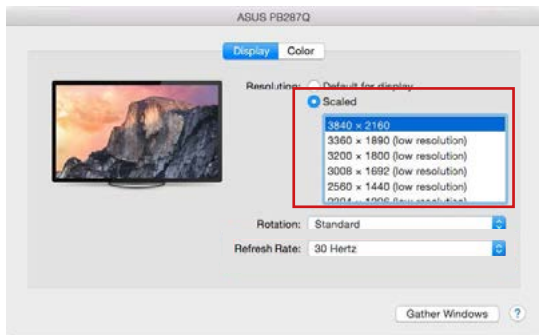 ASUS PB287Q
Display Color
Resolution: Default for display
Scaled
3840 × 2160
3360 × 1890 (low resolution)
3200 × 1800 (low resolution)
3008 × 1692 (low resolution)
2560 × 1440 (low resolution)
Rotation: Standard
Refresh Rate: 30 Hertz
Gather Windows ?